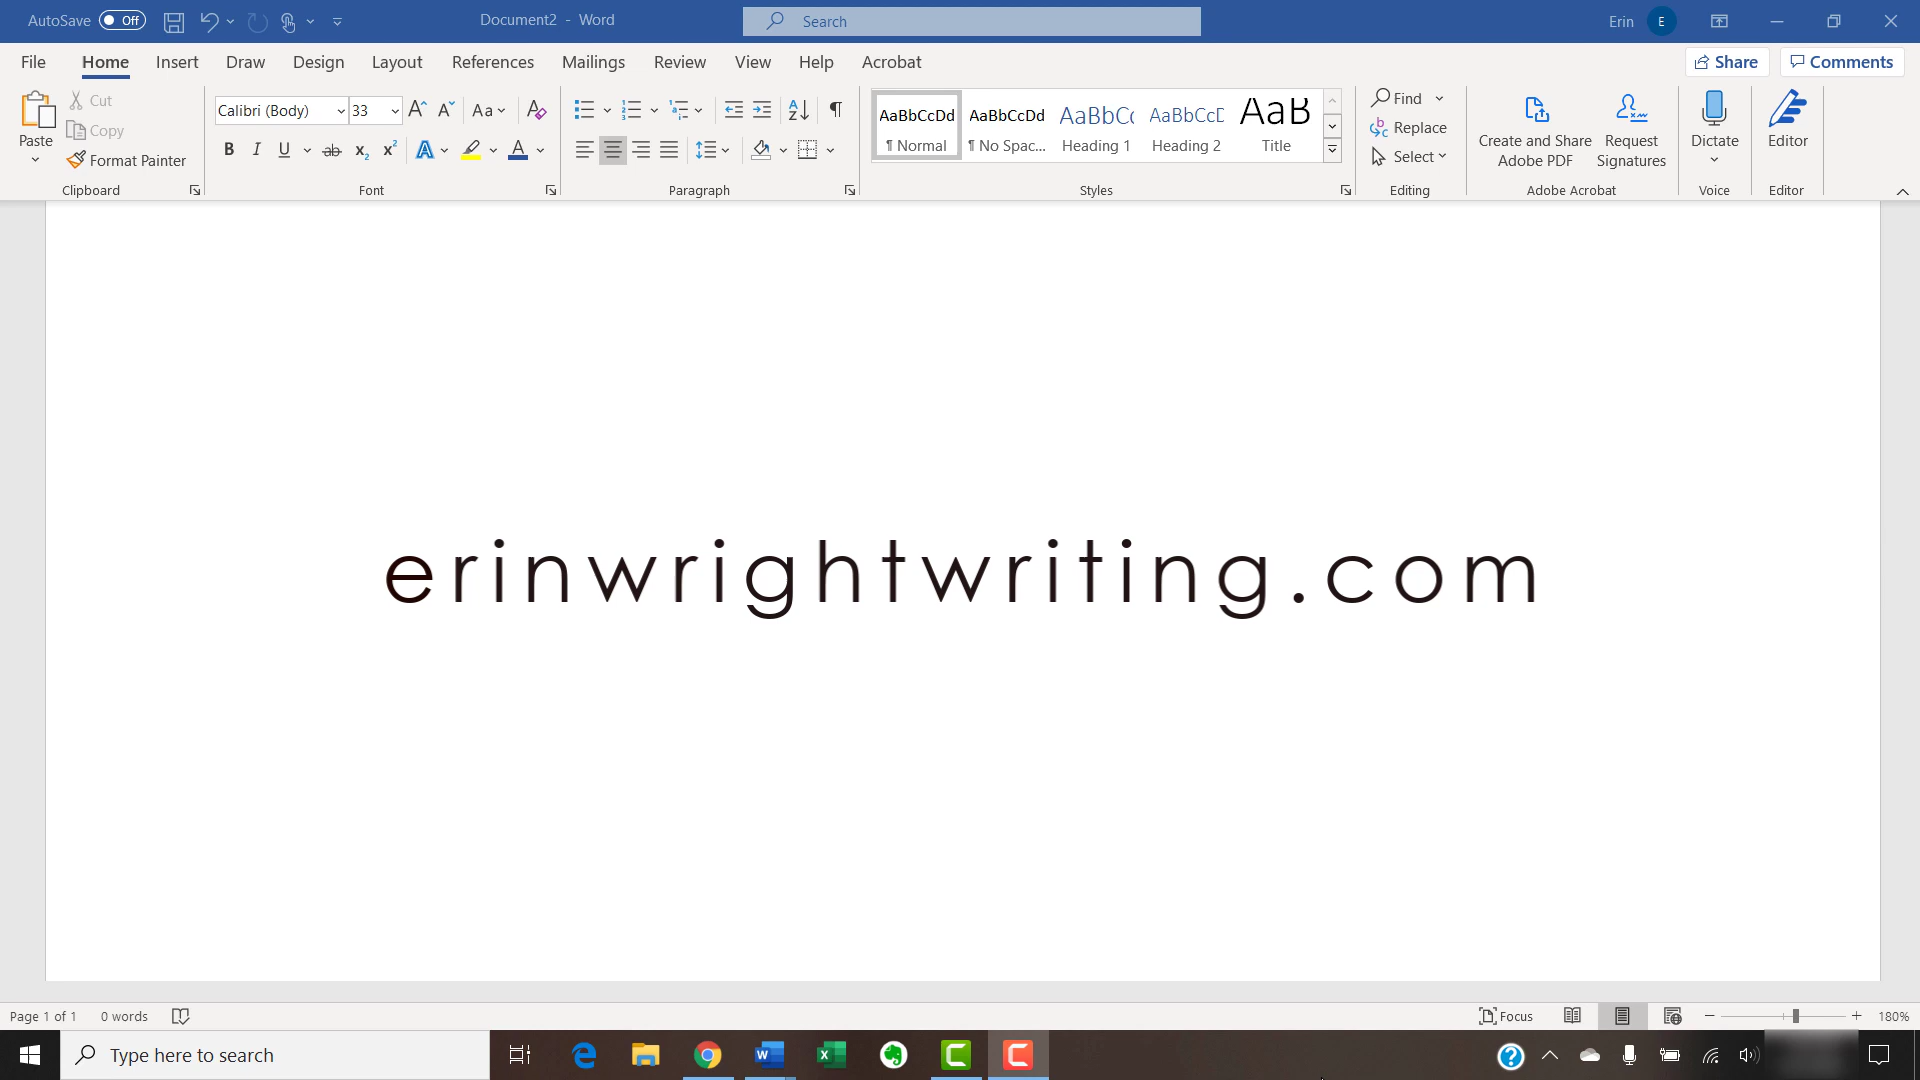 AutoSave Off Document2 - Word Search Erin E
File Home Insert Draw Design Layout References Mailings Review View Help Acrobat Share Comments
Paste
Cut
Copy
Format Painter
Clipboard
Calibri (Body) 33
Font
Paragraph
AaBbCcDd AaBbCcDd AaBbCc AaBbCcD AaB
¶ Normal ¶ No Spac... Heading 1 Heading 2 Title
Styles
Find
Replace
Select
Editing
Create and Share
Adobe PDF
Request
Signatures
Adobe Acrobat
Dictate
Voice
Editor
Editor
erinwrightwriting.com
Page 1 of 1 0 words Focus 180%
Type here to search